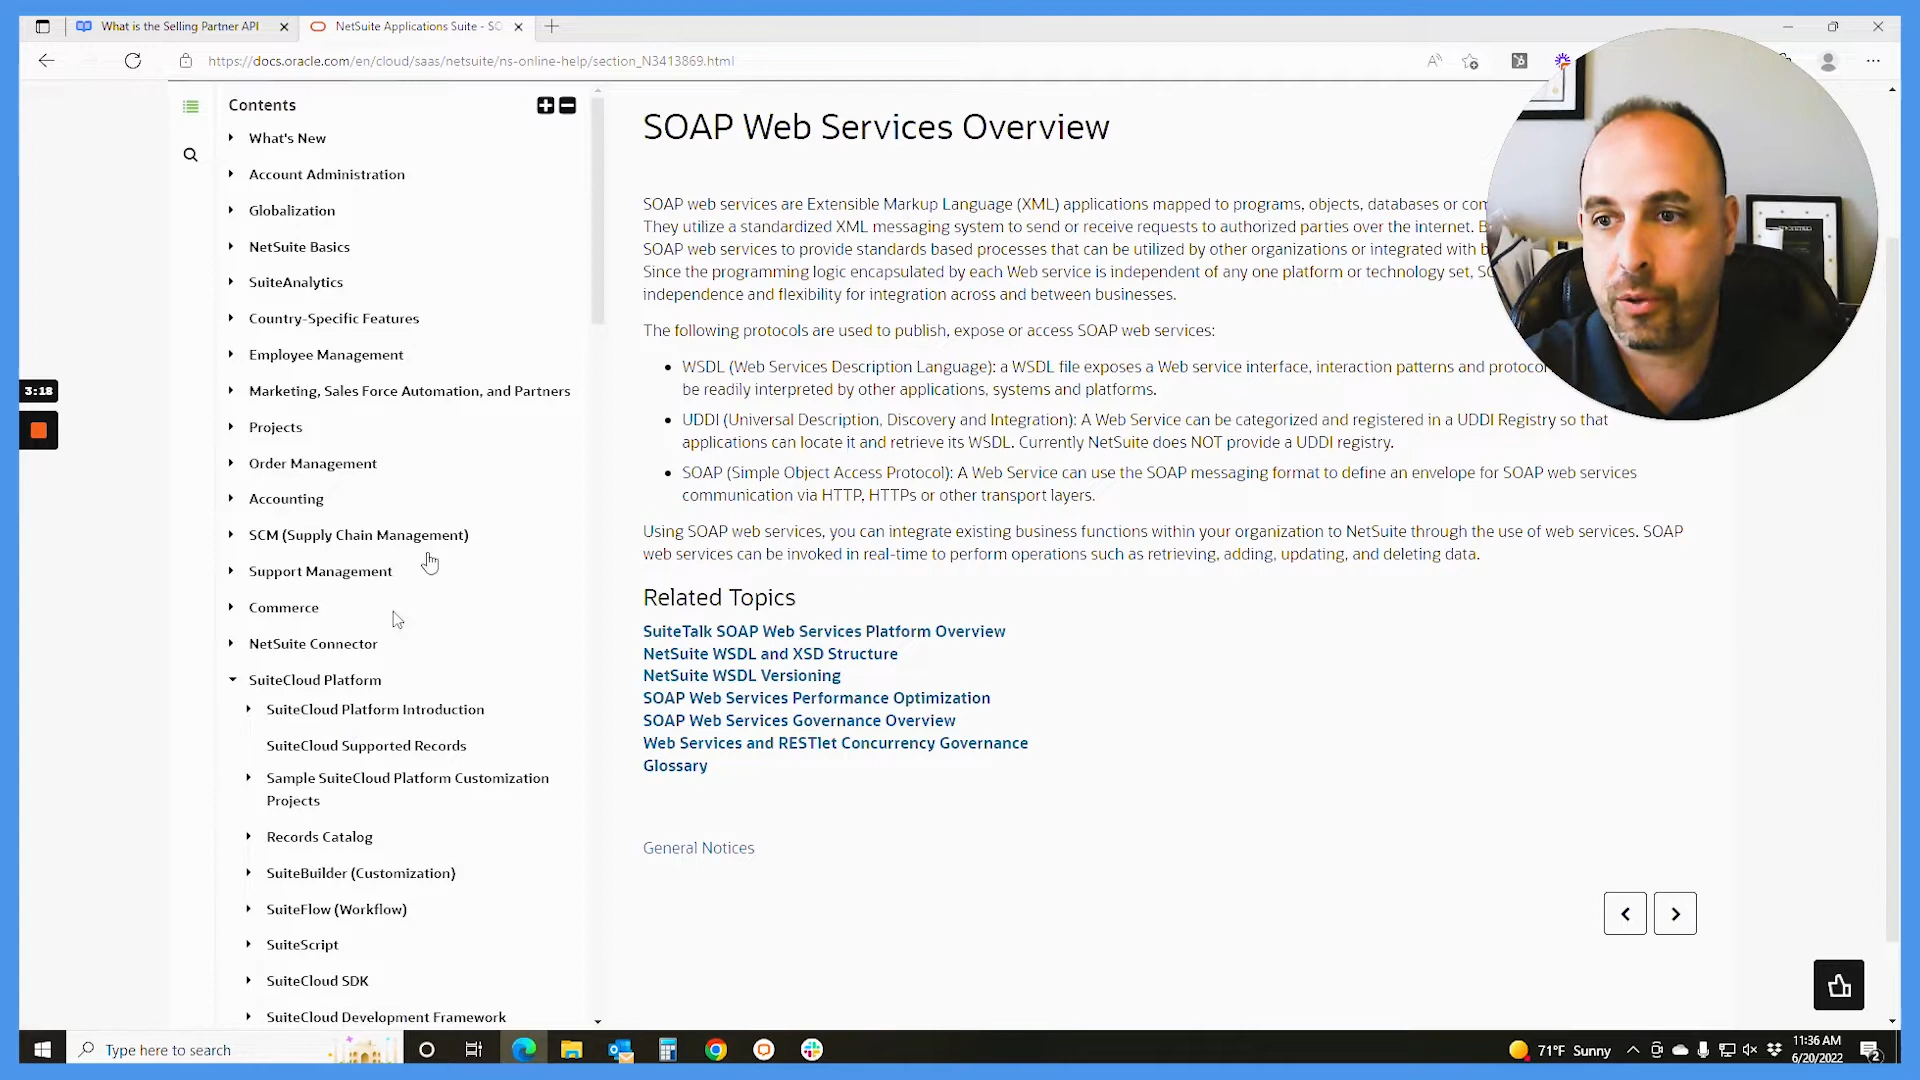 What is the Selling Partner API
NetSuite Applications Suite - SO
https://docs.oracle.com/en/cloud/saas/netsuite/ns-online-help/section_N3413869.html
Contents
What's New
Account Administration
Globalization
NetSuite Basics
SuiteAnalytics
Country-Specific Features
Employee Management
Marketing, Sales Force Automation, and Partners
Projects
Order Management
Accounting
SCM (Supply Chain Management)
Support Management
Commerce
NetSuite Connector
SuiteCloud Platform
SuiteCloud Platform Introduction
SuiteCloud Supported Records
Sample SuiteCloud Platform Customization
Projects
Records Catalog
SuiteBuilder (Customization)
SuiteFlow (Workflow)
SuiteScript
SuiteCloud SDK
SuiteCloud Development Framework
3:18
SOAP Web Services Overview
SOAP web services are Extensible Markup Language (XML) applications mapped to programs, objects, databases or
They utilize a standardized XML messaging system to send or receive requests to authorized parties over the internet.
SOAP web services to provide standards based processes that can be utilized by other organizations or integrated with
Since the programming logic encapsulated by each Web service is independent of any one platform or technology set,
independence and flexibility for integration across and between businesses.
The following protocols are used to publish, expose or access SOAP web services:
WSDL (Web Services Description Language): a WSDL file exposes a Web service interface, interaction patterns and
be readily interpreted by other applications, systems and platforms.
UDDI (Universal Description, Discovery and Integration): A Web Service can be categorized and registered in a UDDI Registry so that
applications can locate it and retrieve its WSDL. Currently NetSuite does NOT provide a UDDI registry.
SOAP (Simple Object Access Protocol): A Web Service can use the SOAP messaging format to define an envelope for SOAP web services
communication via HTTP, HTTPs or other transport layers.
Using SOAP web services, you can integrate existing business functions within your organization to NetSuite through the use of web services. SOAP
web services can be invoked in real-time to perform operations such as retrieving, adding, updating, and deleting data.
Related Topics
SuiteTalk SOAP Web Services Platform Overview
NetSuite WSDL and XSD Structure
NetSuite WSDL Versioning
SOAP Web Services Performance Optimization
SOAP Web Services Governance Overview
Web Services and RESTlet Concurrency Governance
Glossary
General Notices
Type here to search
71°F Sunny
11:36 AM
6/20/2022
2